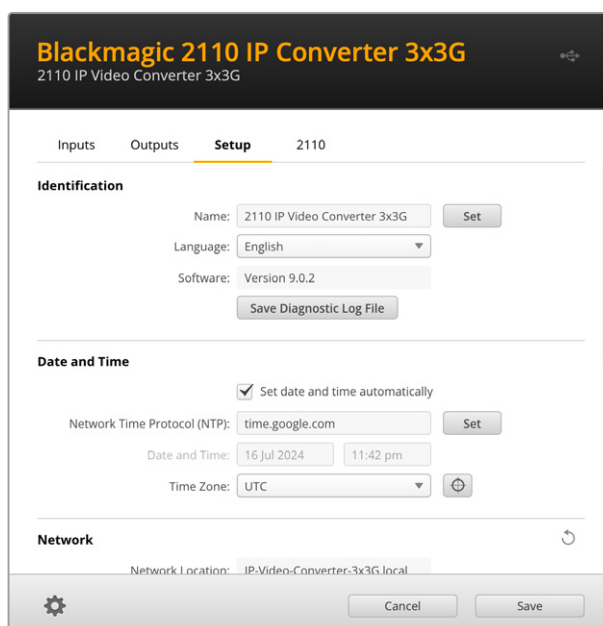 Blackmagic 2110 IP Converter 3x3G
2110 IP Video Converter 3x3G
Inputs Outputs Setup 2110
Identification
Name: 2110 IP Video Converter 3x3G Set
Language: English
Software: Version 9.0.2
Save Diagnostic Log File
Date and Time
Set date and time automatically
Network Time Protocol (NTP): time.google.com Set
Date and Time: 16 Jul 2024 11:42 pm
Time Zone: UTC
Network
Network Location: IP-Video-Converter-3x3G.local
Cancel Save